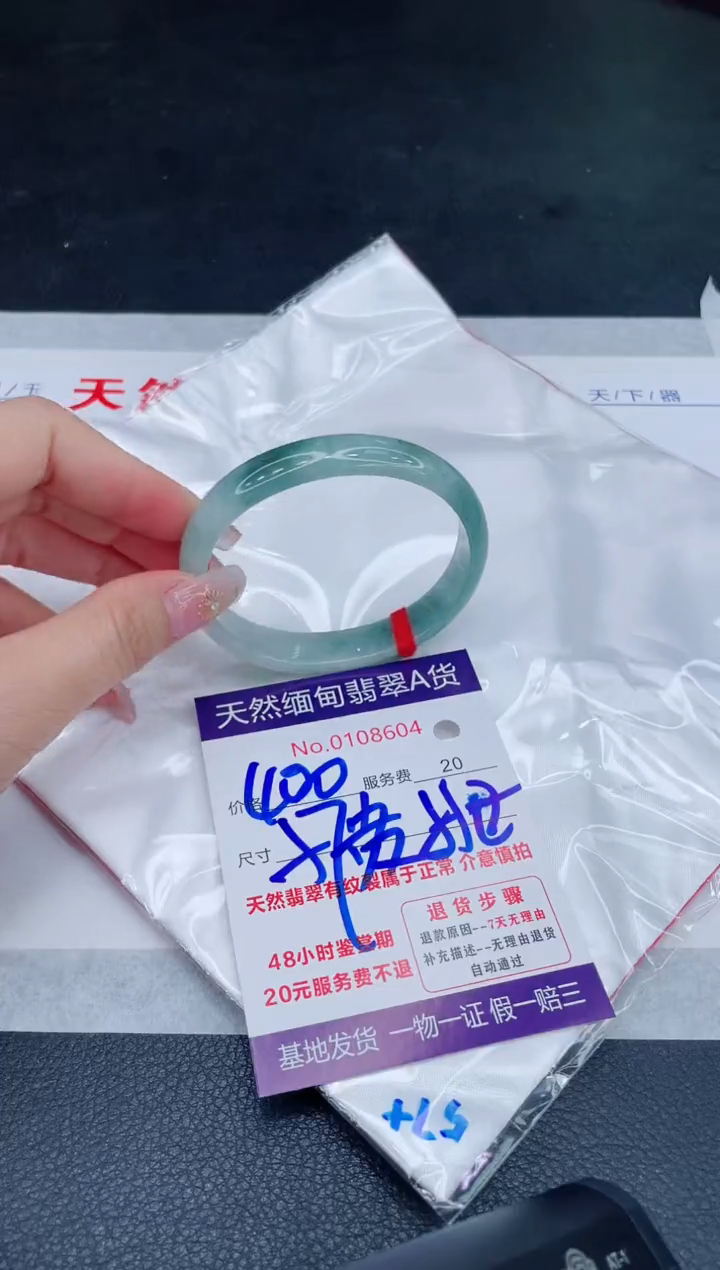 天然
天/下/器
天然缅甸翡翠A货
No.0108604
价格 400 服务费 20
尺寸
天然翡翠有纹裂属于正常 介意慎拍
48小时鉴赏期
20元服务费不退
退货步骤
退款原因--7天无理由
补充描述--无理由退货
自动通过
基地发货 一物一证 假一赔三
57+